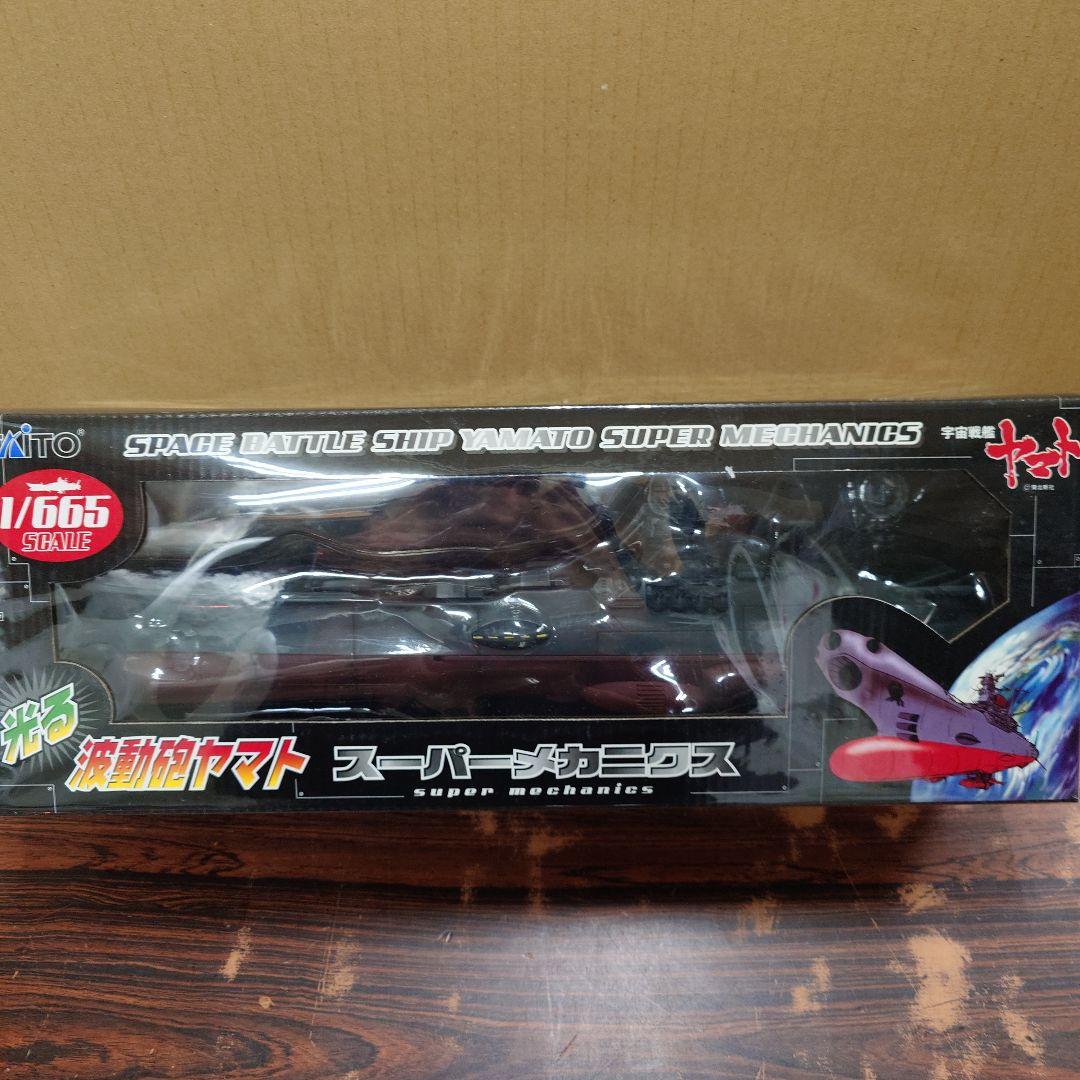 TAITO®
SPACE BATTLE SHIP YAMATO SUPER MECHANICS
宇宙戦艦
ヤマト
1/665
SCALE
光る
波動砲ヤマト
スーパーメカニクス
super mechanics